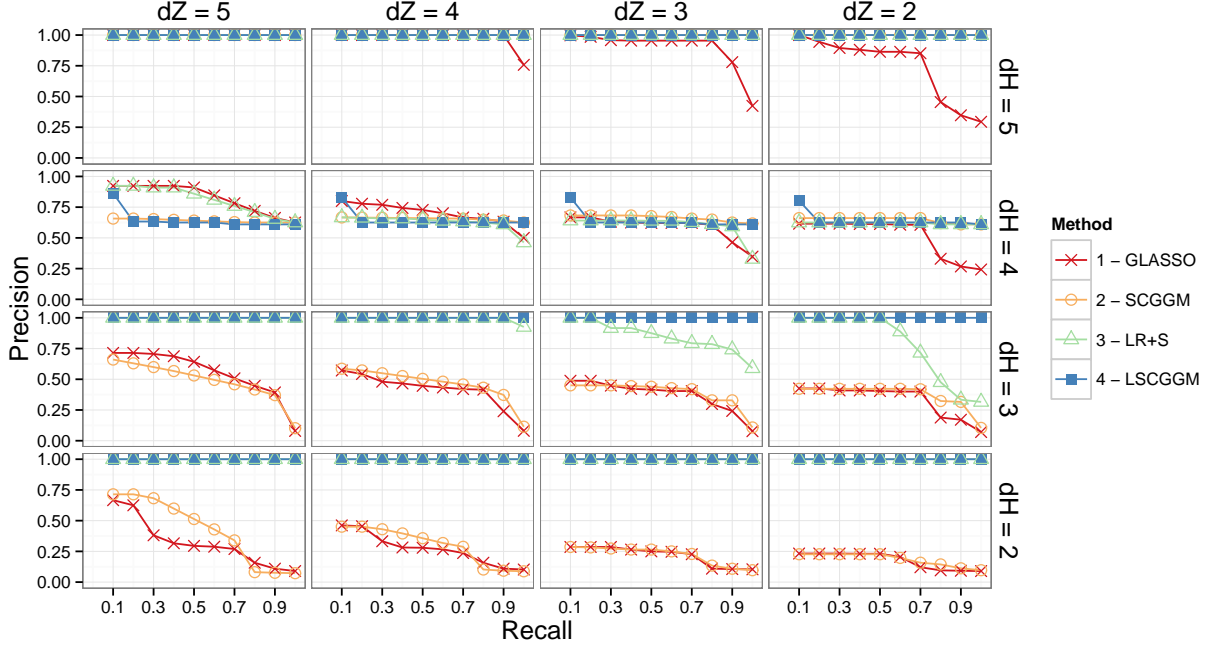 dZ = 5 dZ = 4 dZ = 3 dZ = 2
Precision
1.00
0.75
0.50
0.25
0.00
dH = 5
1.00
0.75
0.50
0.25
0.00
dH = 4
1.00
0.75
0.50
0.25
0.00
dH = 3
1.00
0.75
0.50
0.25
0.00
dH = 2
0.1 0.3 0.5 0.7 0.9 0.1 0.3 0.5 0.7 0.9 0.1 0.3 0.5 0.7 0.9 0.1 0.3 0.5 0.7 0.9
Recall
Method
1 – GLASSO
2 – SCGGM
3 – LR+S
4 – LSCGGM